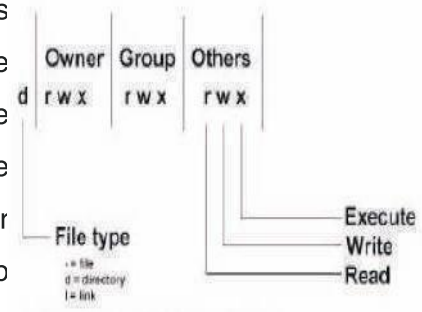 s
e
Owner Group Others
d r w x r w x r w x
e
e
r
File type
- = file
d = directory
l = link
Execute
Write
Read